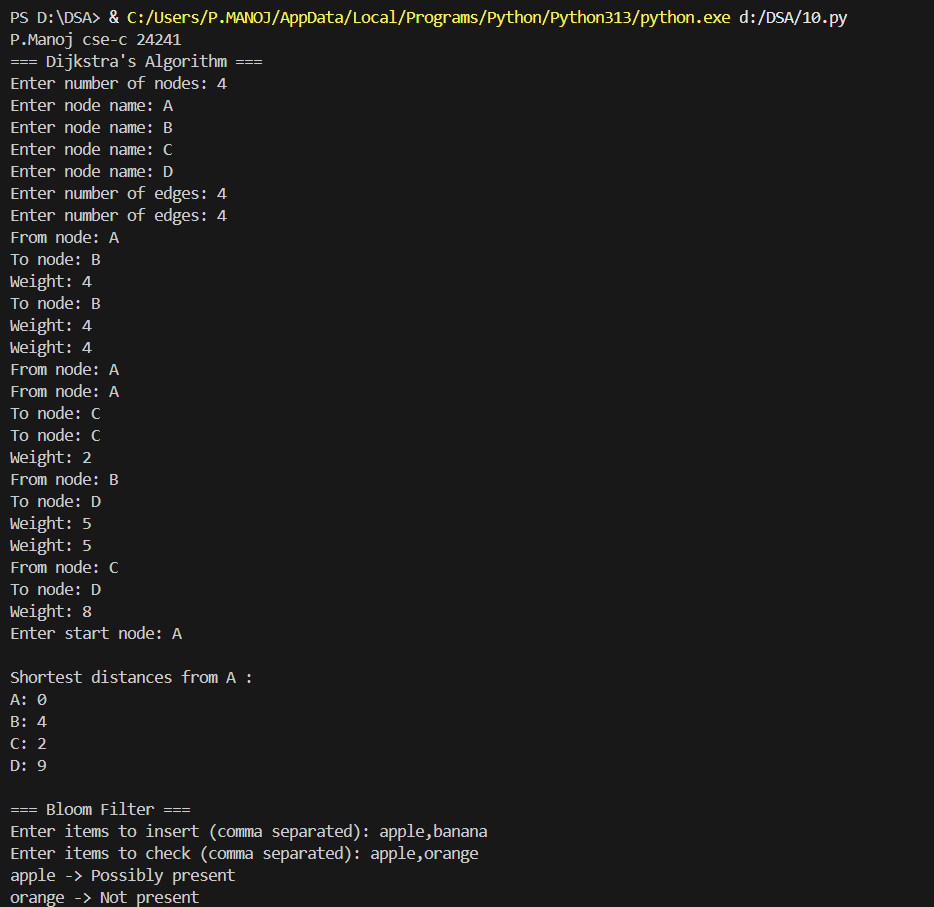 PS D:\DSA> & C:/Users/P.MANOJ/AppData/Local/Programs/Python/Python313/python.exe d:/DSA/10.py
P.Manoj cse-c 24241
=== Dijkstra's Algorithm ===
Enter number of nodes: 4
Enter node name: A
Enter node name: B
Enter node name: C
Enter node name: D
Enter number of edges: 4
Enter number of edges: 4
From node: A
To node: B
Weight: 4
To node: B
Weight: 4
Weight: 4
From node: A
From node: A
To node: C
To node: C
Weight: 2
From node: B
To node: D
Weight: 5
Weight: 5
From node: C
To node: D
Weight: 8
Enter start node: A
Shortest distances from A :
A: 0
B: 4
C: 2
D: 9
=== Bloom Filter ===
Enter items to insert (comma separated): apple,banana
Enter items to check (comma separated): apple,orange
apple -> Possibly present
orange -> Not present